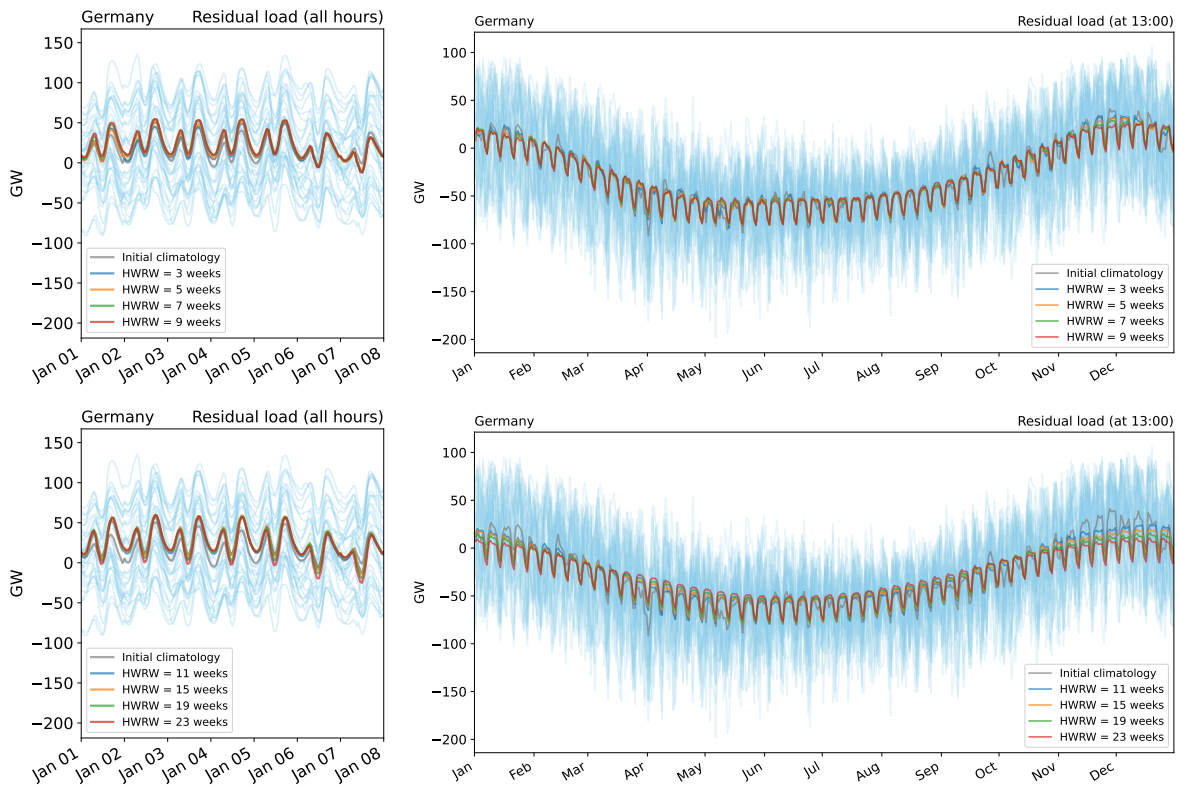 Germany Residual load (all hours)
150
100
50
0
−50
−100
−150
−200
GW
Initial climatology
HWRW = 3 weeks
HWRW = 5 weeks
HWRW = 7 weeks
HWRW = 9 weeks
Jan 01 Jan 02 Jan 03 Jan 04 Jan 05 Jan 06 Jan 07 Jan 08
Germany Residual load (at 13:00)
100
50
0
−50
−100
−150
−200
GW
Initial climatology
HWRW = 3 weeks
HWRW = 5 weeks
HWRW = 7 weeks
HWRW = 9 weeks
Jan Feb Mar Apr May Jun Jul Aug Sep Oct Nov Dec
Germany Residual load (all hours)
150
100
50
0
−50
−100
−150
−200
GW
Initial climatology
HWRW = 11 weeks
HWRW = 15 weeks
HWRW = 19 weeks
HWRW = 23 weeks
Jan 01 Jan 02 Jan 03 Jan 04 Jan 05 Jan 06 Jan 07 Jan 08
Germany Residual load (at 13:00)
100
50
0
−50
−100
−150
−200
GW
Initial climatology
HWRW = 11 weeks
HWRW = 15 weeks
HWRW = 19 weeks
HWRW = 23 weeks
Jan Feb Mar Apr May Jun Jul Aug Sep Oct Nov Dec